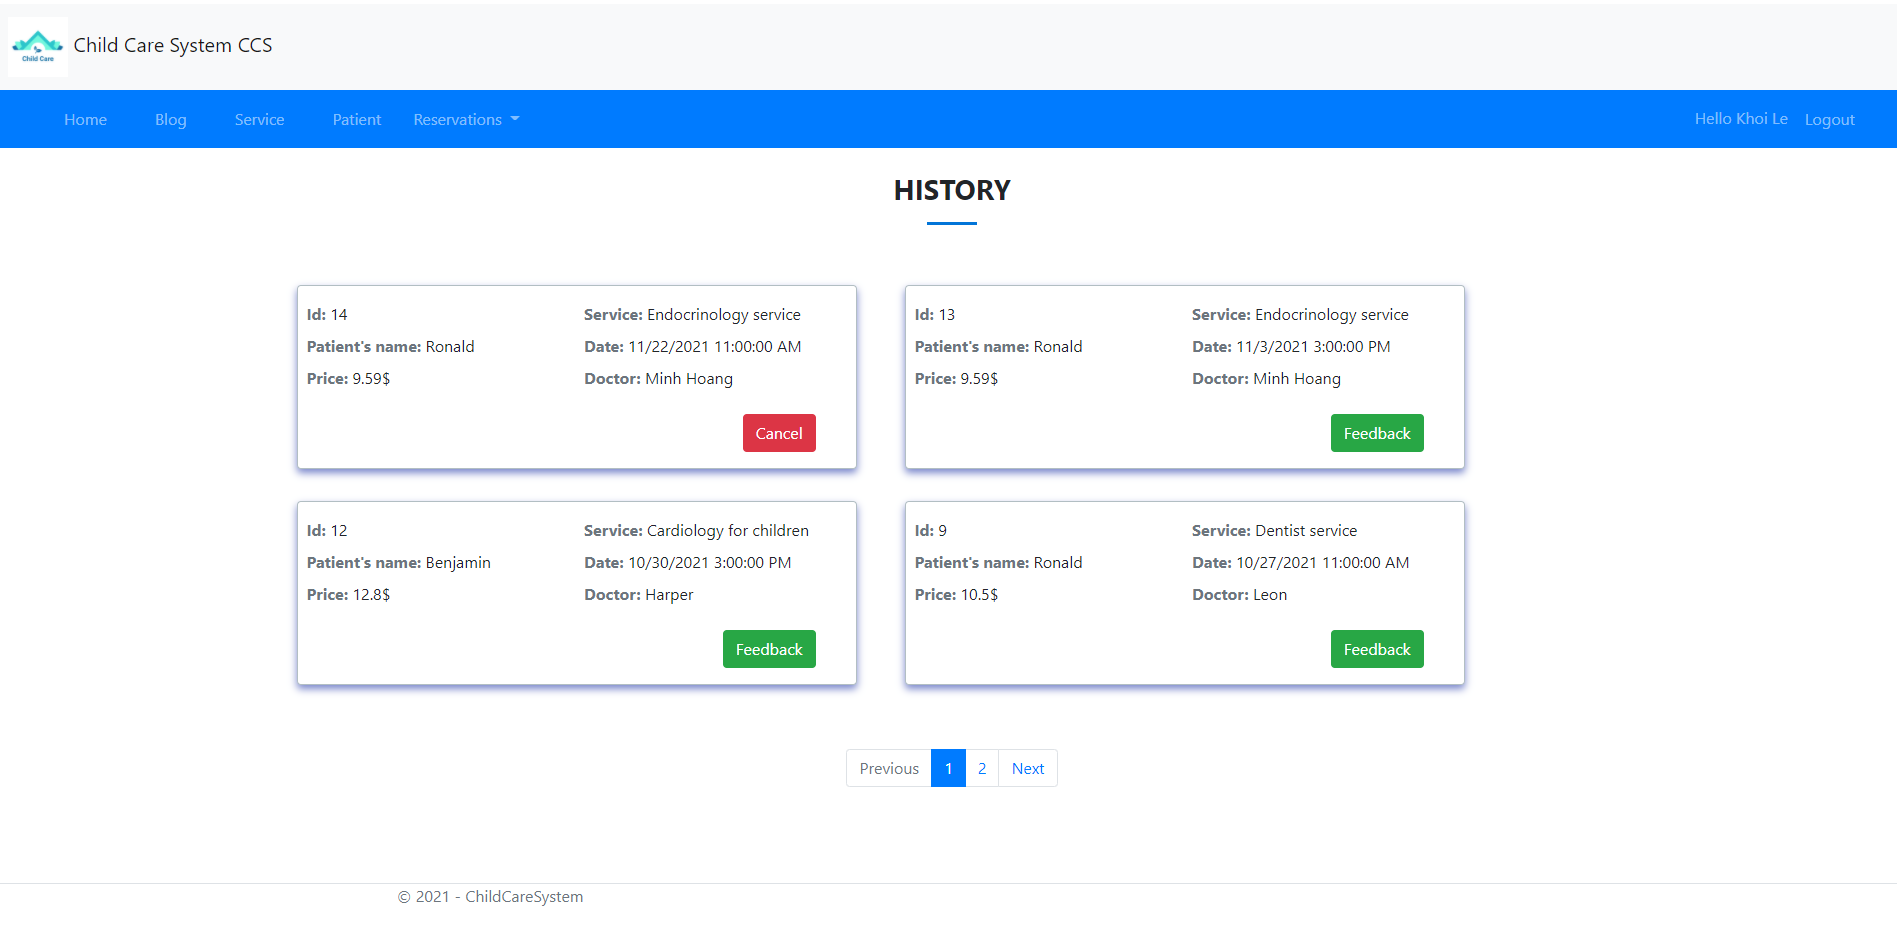 Child Care
Child Care System CCS
Home Blog Service Patient Reservations Hello Khoi Le Logout
HISTORY
Id: 14 Service: Endocrinology service
Patient's name: Ronald Date: 11/22/2021 11:00:00 AM
Price: 9.59$ Doctor: Minh Hoang
Cancel
Id: 13 Service: Endocrinology service
Patient's name: Ronald Date: 11/3/2021 3:00:00 PM
Price: 9.59$ Doctor: Minh Hoang
Feedback
Id: 12 Service: Cardiology for children
Patient's name: Benjamin Date: 10/30/2021 3:00:00 PM
Price: 12.8$ Doctor: Harper
Feedback
Id: 9 Service: Dentist service
Patient's name: Ronald Date: 10/27/2021 11:00:00 AM
Price: 10.5$ Doctor: Leon
Feedback
Previous 1 2 Next
© 2021 - ChildCareSystem